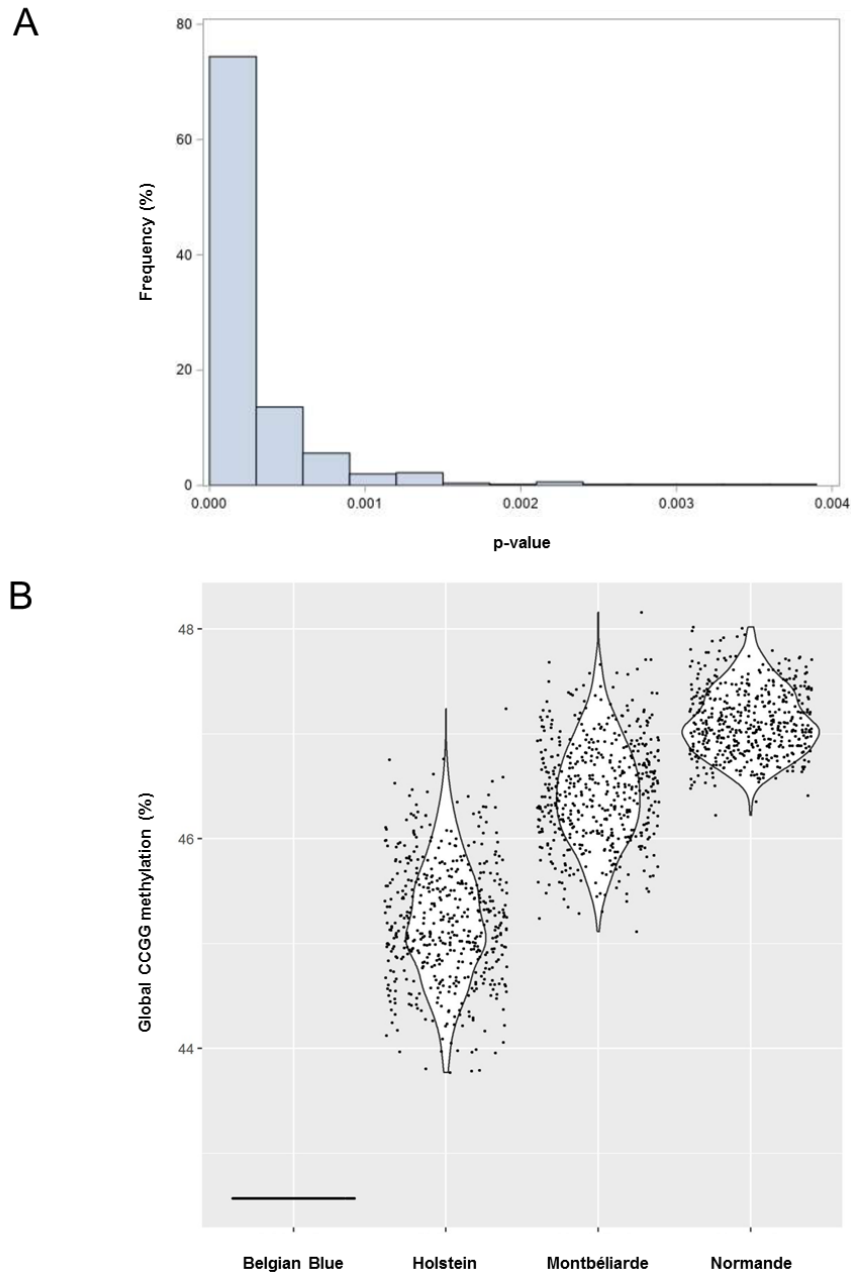 A
80
60
40
20
0
Frequency (%)
0.000 0.001 0.002 0.003 0.004
p-value
B
48
46
44
Global CCGG methylation (%)
Belgian Blue Holstein Montbéliarde Normande